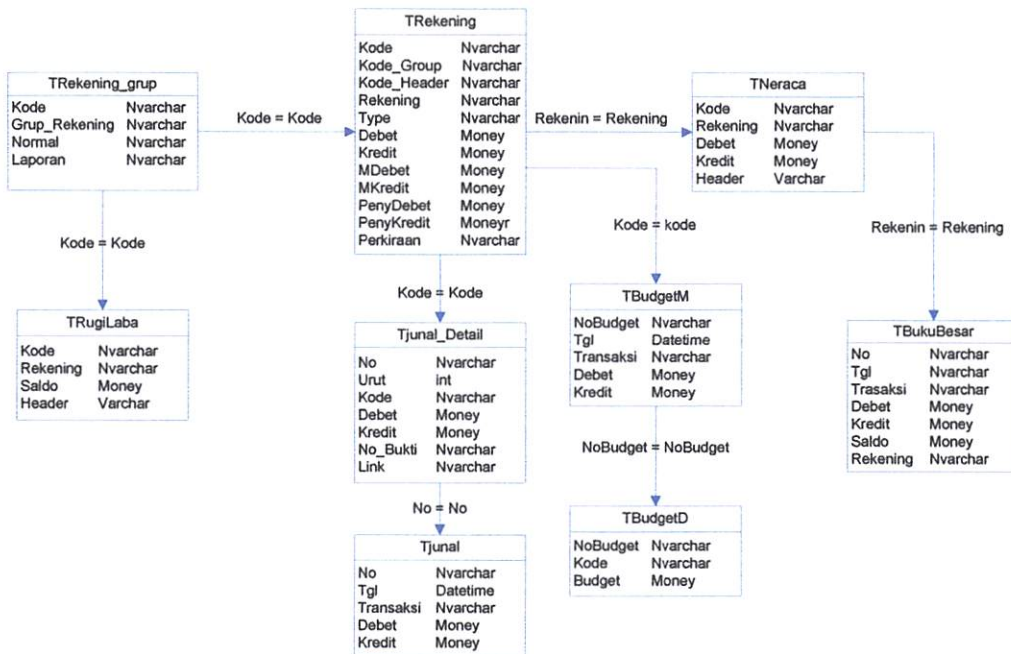 TRekening
Kode Nvarchar
Kode_Group Nvarchar
Kode_Header Nvarchar
Rekening Nvarchar
Type Nvarchar
Debet Money
Kredit Money
MDebet Money
MKredit Money
PenyDebet Money
PenyKredit Moneyr
Perkiraan Nvarchar
TRekening_grup
Kode Nvarchar
Grup_Rekening Nvarchar
Normal Nvarchar
Laporan Nvarchar
Kode = Kode
Rekenin = Rekening
TNeraca
Kode Nvarchar
Rekening Nvarchar
Debet Money
Kredit Money
Header Varchar
Kode = Kode
Kode = kode
Rekenin = Rekening
Kode = Kode
TRugiLaba
Kode Nvarchar
Rekening Nvarchar
Saldo Money
Header Varchar
Tjunal_Detail
No Nvarchar
Urut int
Kode Nvarchar
Debet Money
Kredit Money
No_Bukti Nvarchar
Link Nvarchar
TBudgetM
NoBudget Nvarchar
Tgl Datetime
Transaksi Nvarchar
Debet Money
Kredit Money
TBukuBesar
No Nvarchar
Tgl Nvarchar
Trasaksi Nvarchar
Debet Money
Kredit Money
Saldo Money
Rekening Nvarchar
NoBudget = NoBudget
No = No
TBudgetD
NoBudget Nvarchar
Kode Nvarchar
Budget Money
Tjunal
No Nvarchar
Tgl Datetime
Transaksi Nvarchar
Debet Money
Kredit Money